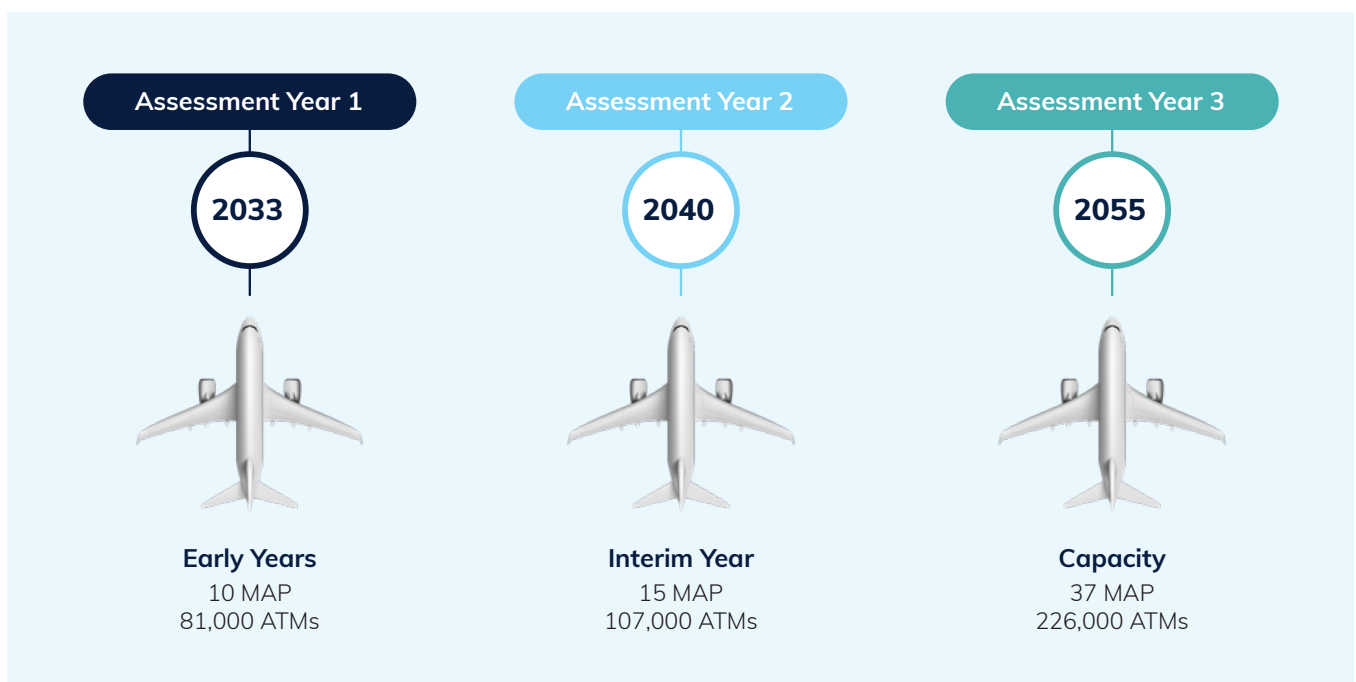 Assessment Year 1
2033
Early Years
10 MAP
81,000 ATMs
Assessment Year 2
2040
Interim Year
15 MAP
107,000 ATMs
Assessment Year 3
2055
Capacity
37 MAP
226,000 ATMs